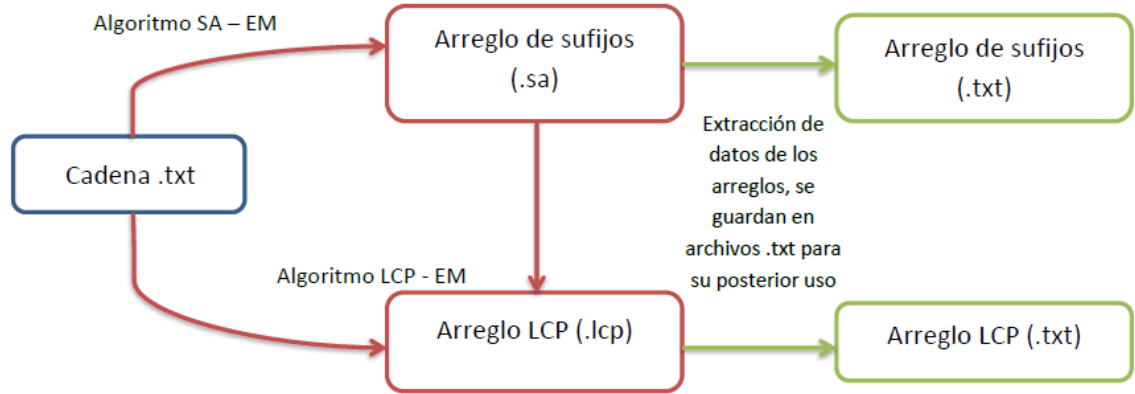 Algoritmo SA – EM
Arreglo de sufijos
(.sa)
Arreglo de sufijos
(.txt)
Cadena .txt
Extracción de
datos de los
arreglos, se
guardan en
archivos .txt para
su posterior uso
Algoritmo LCP - EM
Arreglo LCP (.lcp)
Arreglo LCP (.txt)